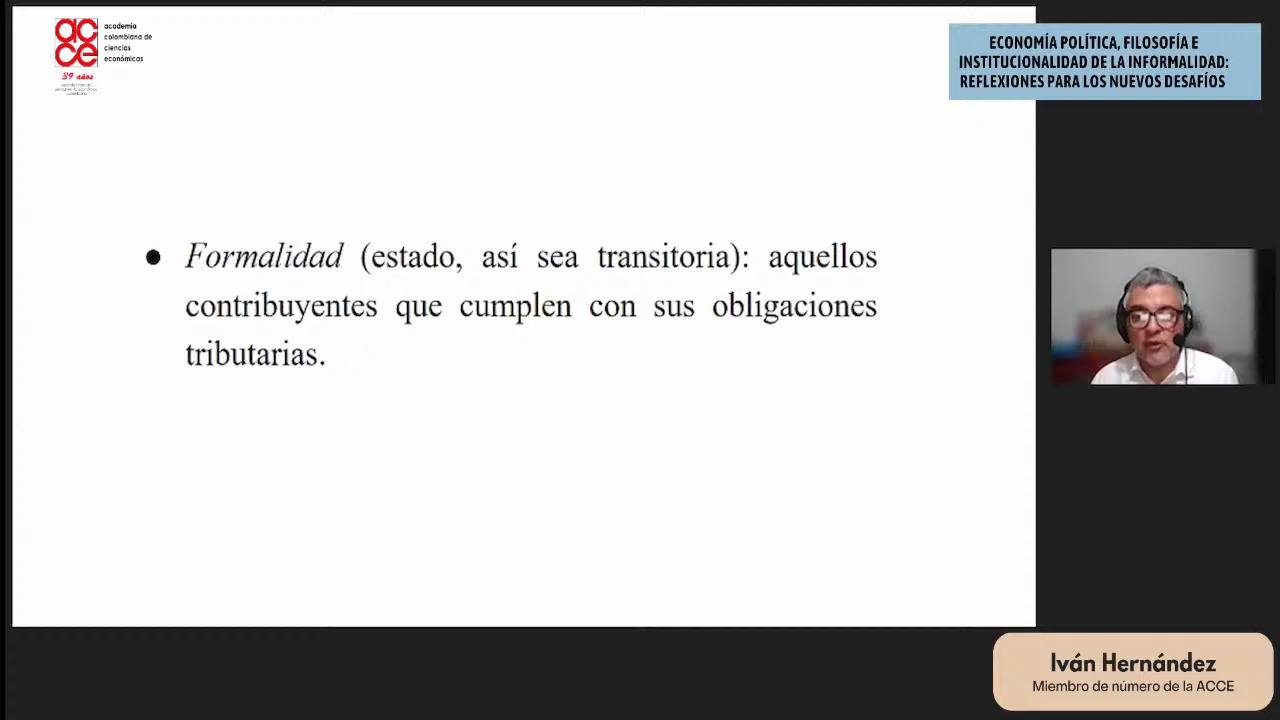 academia
colombiana de
ciencias
económicas
acce
39 años
ECONOMÍA POLÍTICA, FILOSOFÍA E
INSTITUCIONALIDAD DE LA INFORMALIDAD:
REFLEXIONES PARA LOS NUEVOS DESAFÍOS
● Formalidad (estado, así sea transitoria): aquellos
contribuyentes que cumplen con sus obligaciones
tributarias.
Iván Hernández
Miembro de número de la ACCE